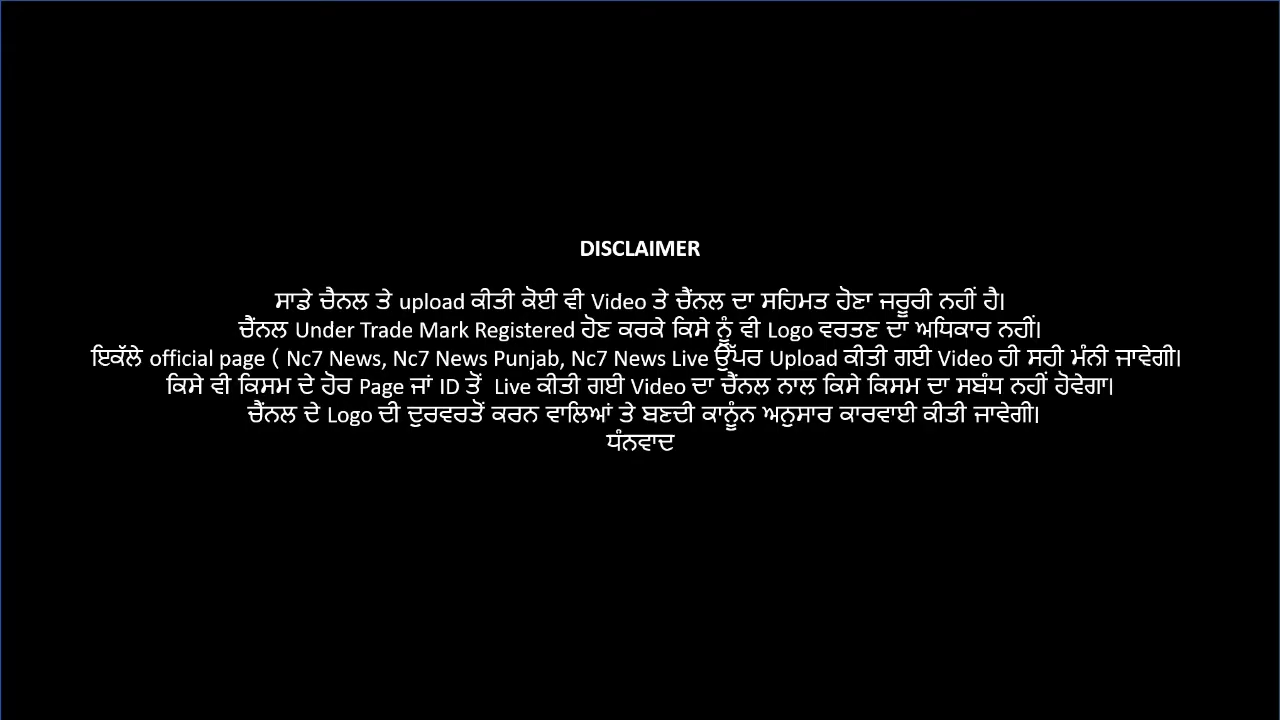 DISCLAIMER
ਸਾਡੇ ਚੈਨਲ ਤੇ upload ਕੀਤੀ ਕੋਈ ਵੀ Video ਤੇ ਚੈਂਨਲ ਦਾ ਸਹਿਮਤ ਹੋਣਾ ਜਰੂਰੀ ਨਹੀਂ ਹੈ।
ਚੈਂਨਲ Under Trade Mark Registered ਹੋਣ ਕਰਕੇ ਕਿਸੇ ਨੂੰ ਵੀ Logo ਵਰਤਣ ਦਾ ਅਧਿਕਾਰ ਨਹੀਂ।
ਇਕੱਲੇ official page ( Nc7 News, Nc7 News Punjab, Nc7 News Live ਉੱਪਰ Upload ਕੀਤੀ ਗਈ Video ਹੀ ਸਹੀ ਮੰਨੀ ਜਾਵੇਗੀ।
ਕਿਸੇ ਵੀ ਕਿਸਮ ਦੇ ਹੋਰ Page ਜਾਂ ID ਤੋਂ  Live ਕੀਤੀ ਗਈ Video ਦਾ ਚੈਂਨਲ ਨਾਲ ਕਿਸੇ ਕਿਸਮ ਦਾ ਸਬੰਧ ਨਹੀਂ ਹੋਵੇਗਾ।
ਚੈਂਨਲ ਦੇ Logo ਦੀ ਦੁਰਵਰਤੋਂ ਕਰਨ ਵਾਲਿਆਂ ਤੇ ਬਣਦੀ ਕਾਨੂੰਨ ਅਨੁਸਾਰ ਕਾਰਵਾਈ ਕੀਤੀ ਜਾਵੇਗੀ।
ਧੰਨਵਾਦ